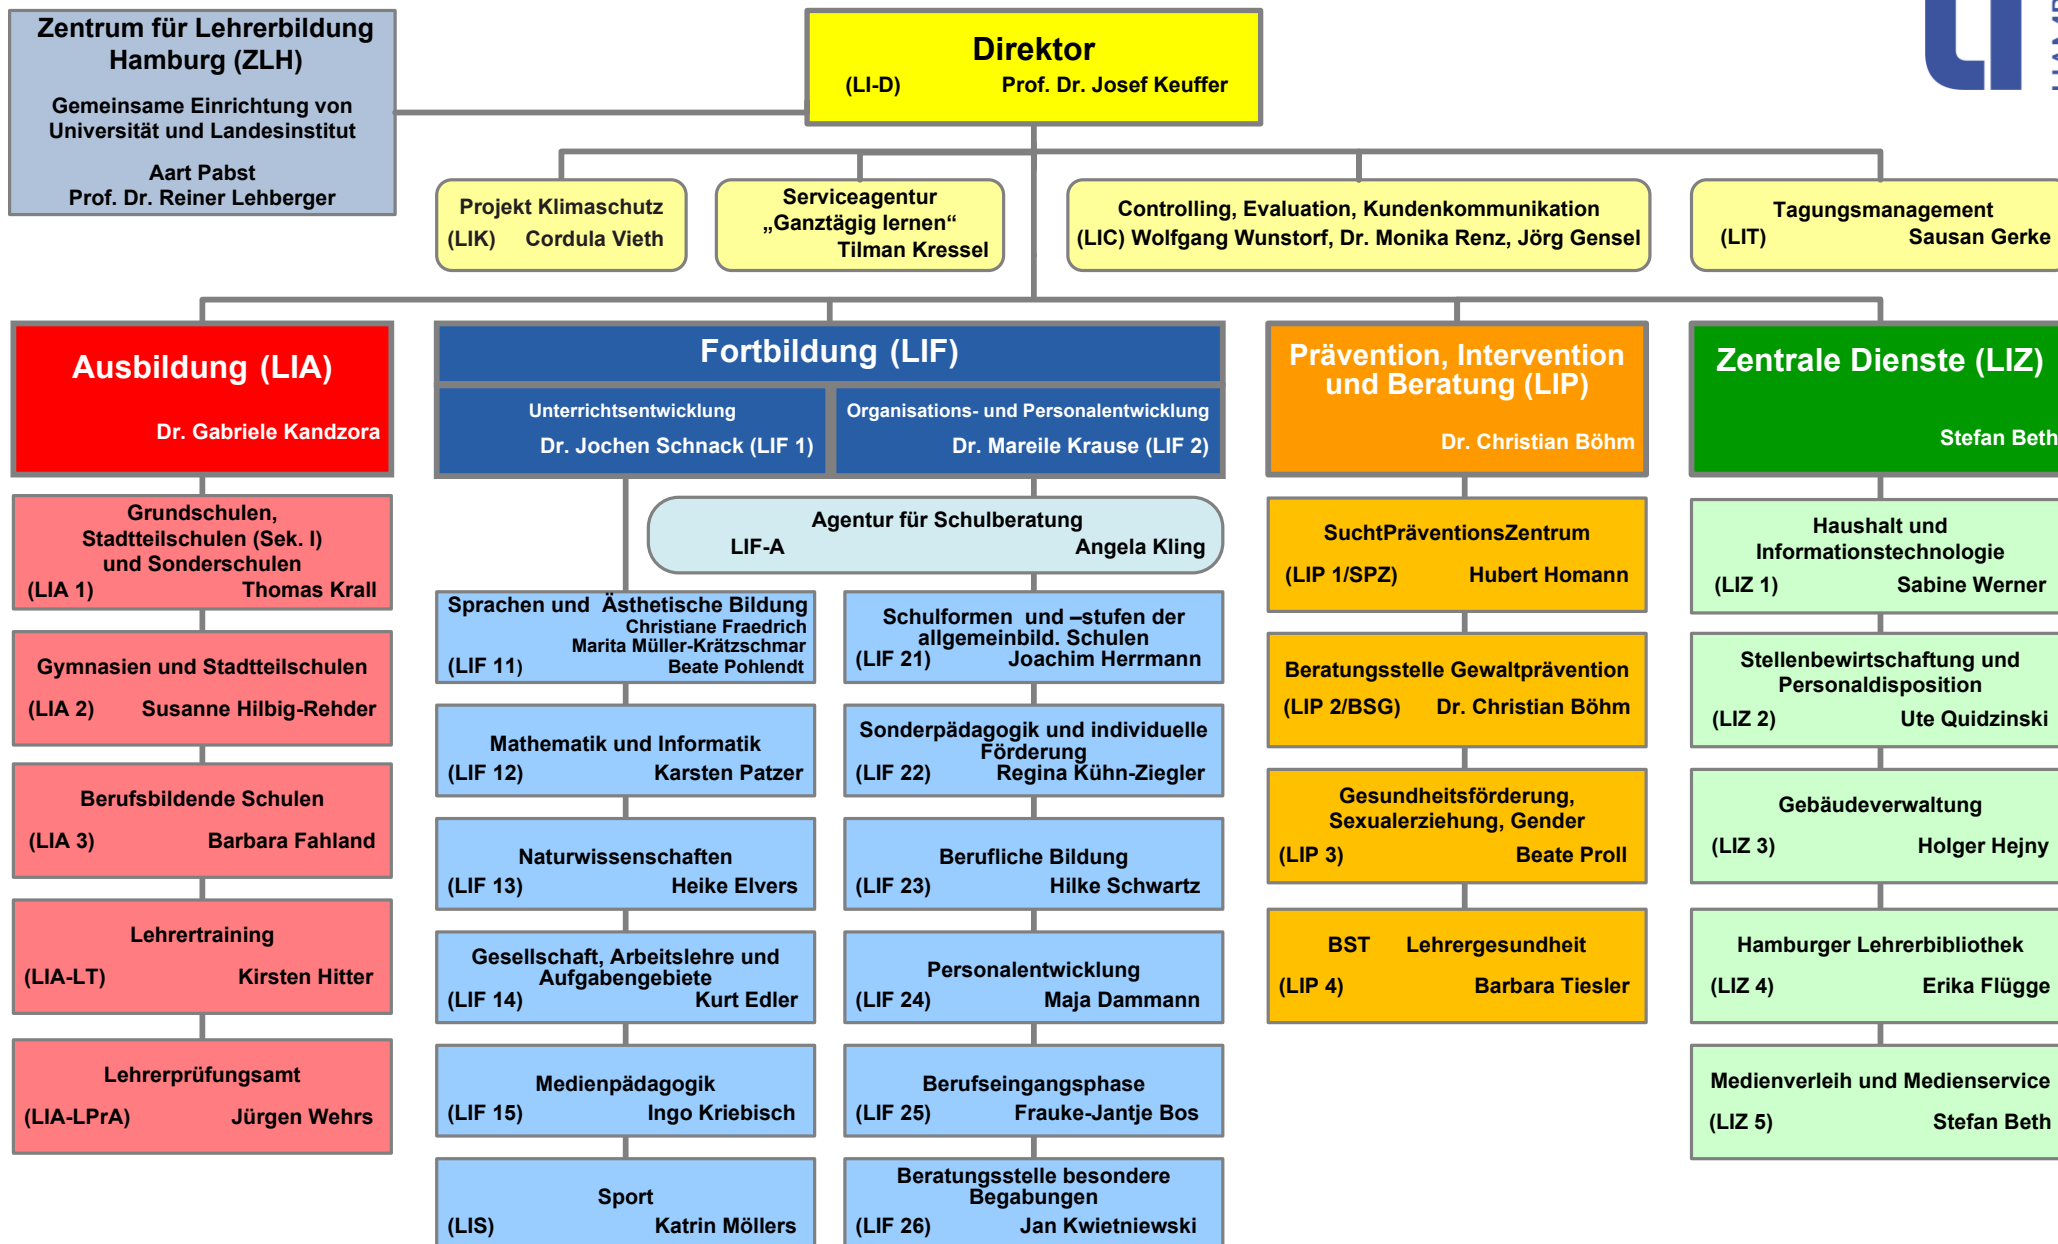 Zentrum für Lehrerbildung
Hamburg (ZLH)
Gemeinsame Einrichtung von
Universität und Landesinstitut
Aart Pabst
Prof. Dr. Reiner Lehberger
Direktor
(LI-D) Prof. Dr. Josef Keuffer
Projekt Klimaschutz
(LIK) Cordula Vieth
Serviceagentur
„Ganztägig lernen“
Tilman Kressel
Controlling, Evaluation, Kundenkommunikation
(LIC) Wolfgang Wunstorf, Dr. Monika Renz, Jörg Gensel
Tagungsmanagement
(LIT) Sausan Gerke
Ausbildung (LIA)
Dr. Gabriele Kandzora
Grundschulen,
Stadtteilschulen (Sek. I)
und Sonderschulen
(LIA 1) Thomas Krall
Gymnasien und Stadtteilschulen
(LIA 2) Susanne Hilbig-Rehder
Berufsbildende Schulen
(LIA 3) Barbara Fahland
Lehrertraining
(LIA-LT) Kirsten Hitter
Lehrerprüfungsamt
(LIA-LPrA) Jürgen Wehrs
Fortbildung (LIF)
Unterrichtsentwicklung
Dr. Jochen Schnack (LIF 1)
Organisations- und Personalentwicklung
Dr. Mareile Krause (LIF 2)
Agentur für Schulberatung
LIF-A Angela Kling
Sprachen und Ästhetische Bildung
Christiane Fraedrich
Marita Müller-Krätzschmar
(LIF 11) Beate Pohlendt
Mathematik und Informatik
(LIF 12) Karsten Patzer
Naturwissenschaften
(LIF 13) Heike Elvers
Gesellschaft, Arbeitslehre und
Aufgabengebiete
(LIF 14) Kurt Edler
Medienpädagogik
(LIF 15) Ingo Kriebisch
Sport
(LIS) Katrin Möllers
Schulformen und –stufen der
allgemeinbild. Schulen
(LIF 21) Joachim Herrmann
Sonderpädagogik und individuelle
Förderung
(LIF 22) Regina Kühn-Ziegler
Berufliche Bildung
(LIF 23) Hilke Schwartz
Personalentwicklung
(LIF 24) Maja Dammann
Berufseingangsphase
(LIF 25) Frauke-Jantje Bos
Beratungsstelle besondere
Begabungen
(LIF 26) Jan Kwietniewski
Prävention, Intervention
und Beratung (LIP)
Dr. Christian Böhm
SuchtPräventionsZentrum
(LIP 1/SPZ) Hubert Homann
Beratungsstelle Gewaltprävention
(LIP 2/BSG) Dr. Christian Böhm
Gesundheitsförderung,
Sexualerziehung, Gender
(LIP 3) Beate Proll
BST Lehrergesundheit
(LIP 4) Barbara Tiesler
Zentrale Dienste (LIZ)
Stefan Beth
Haushalt und
Informationstechnologie
(LIZ 1) Sabine Werner
Stellenbewirtschaftung und
Personaldisposition
(LIZ 2) Ute Quidzinski
Gebäudeverwaltung
(LIZ 3) Holger Hejny
Hamburger Lehrerbibliothek
(LIZ 4) Erika Flügge
Medienverleih und Medienservice
(LIZ 5) Stefan Beth